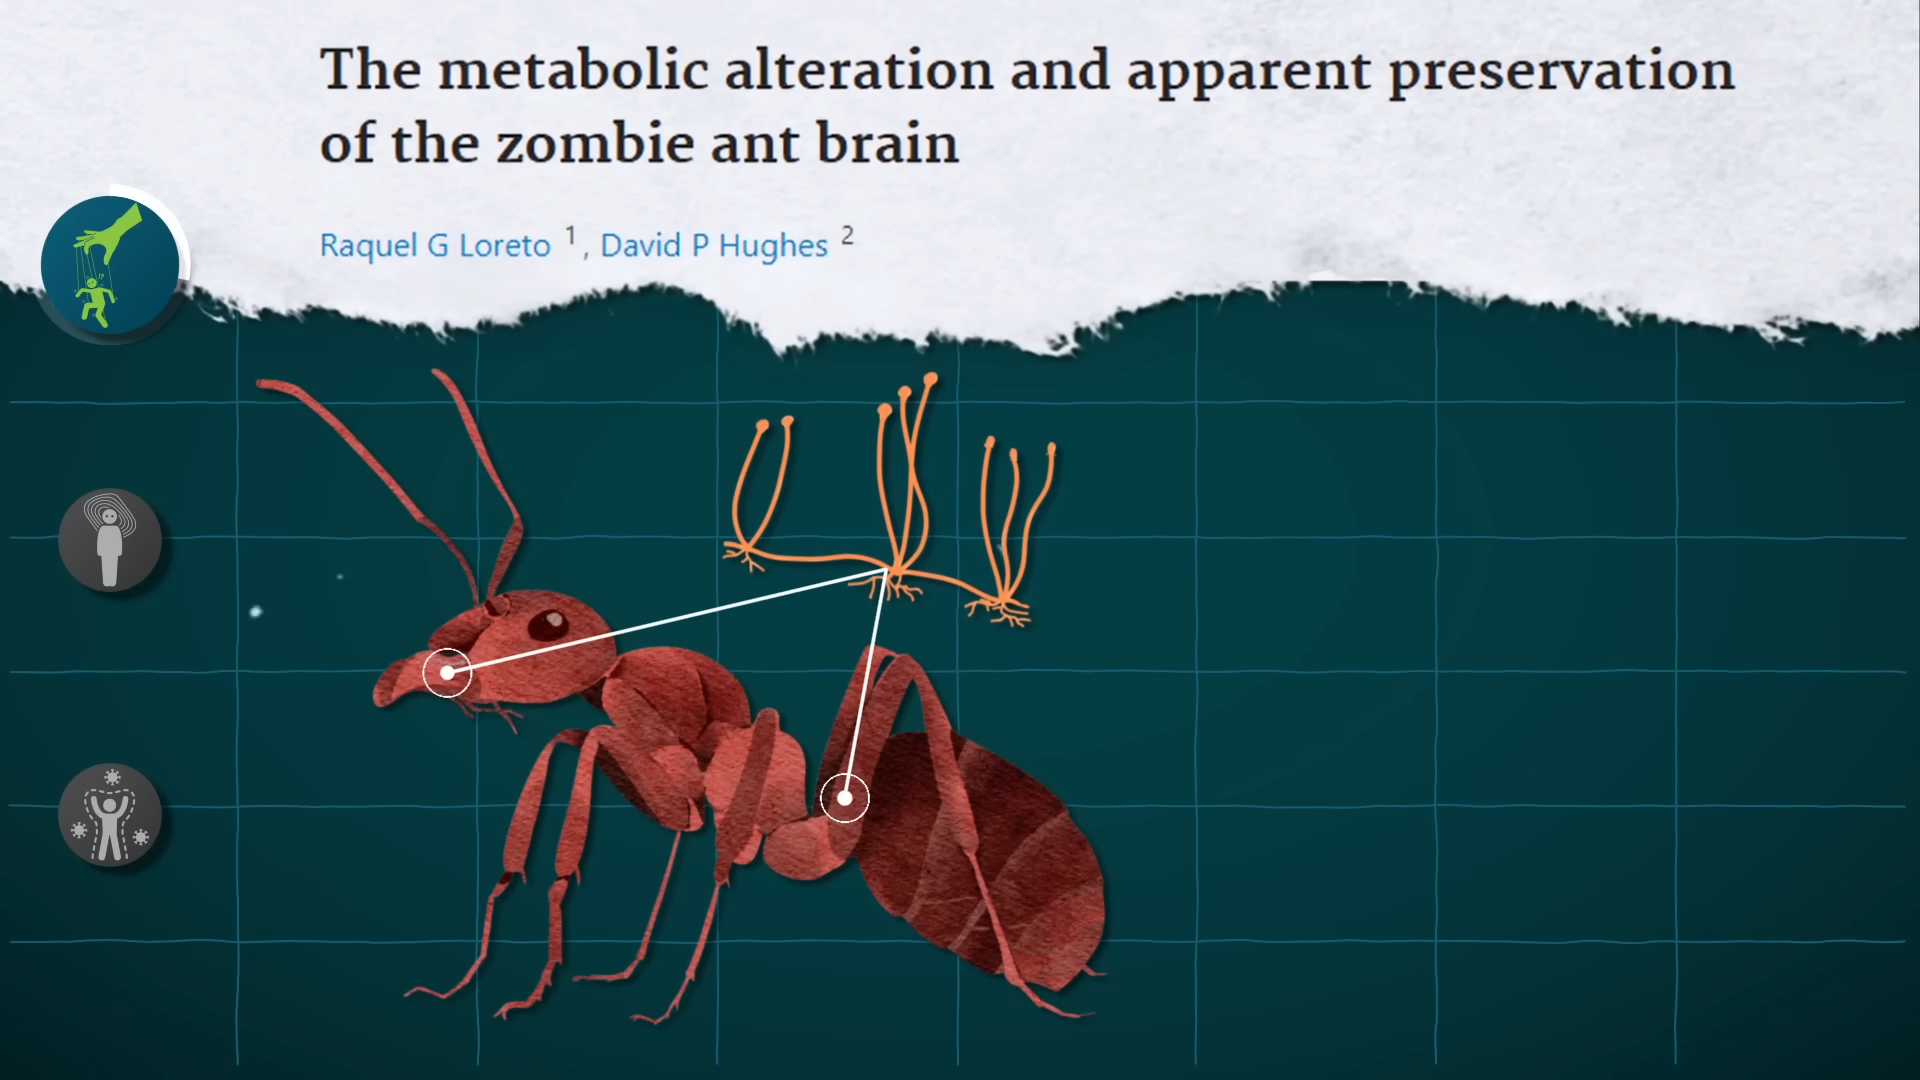 The metabolic alteration and apparent preservation
of the zombie ant brain
Raquel G Loreto 1 , David P Hughes 2